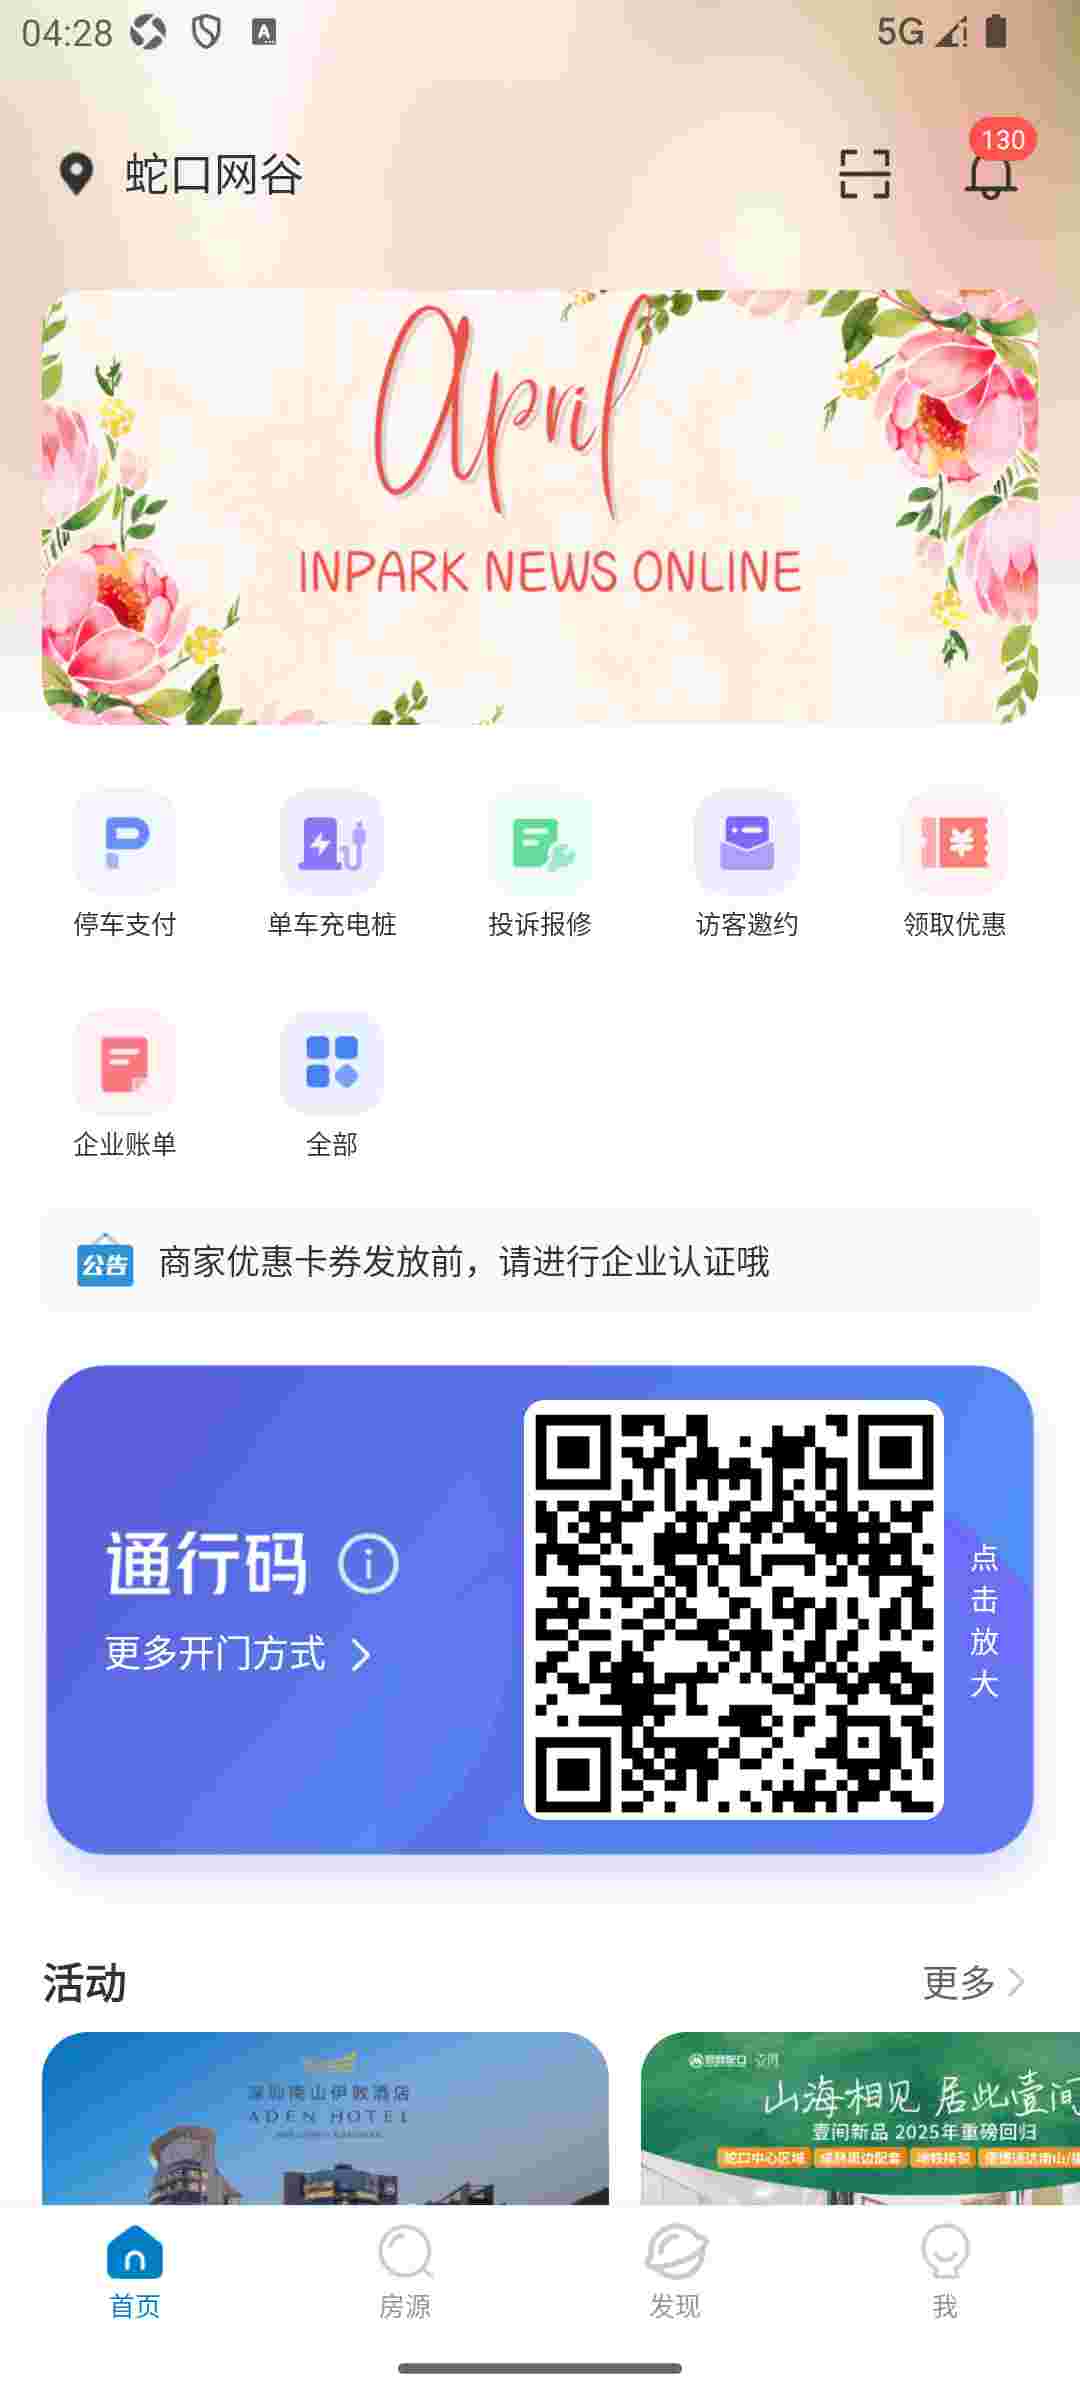 04:28
5G
蛇口网谷
130
April
INPARK NEWS ONLINE
停车支付
单车充电桩
投诉报修
访客邀约
领取优惠
企业账单
全部
公告
商家优惠卡券发放前，请进行企业认证哦
通行码
更多开门方式
点击放大
活动
更多
深圳南山伊敦酒店
ADEN HOTEL
壹间
山海相见 居此壹间
壹间新品 2025年重磅回归
蛇口中心区域
首页
房源
发现
我